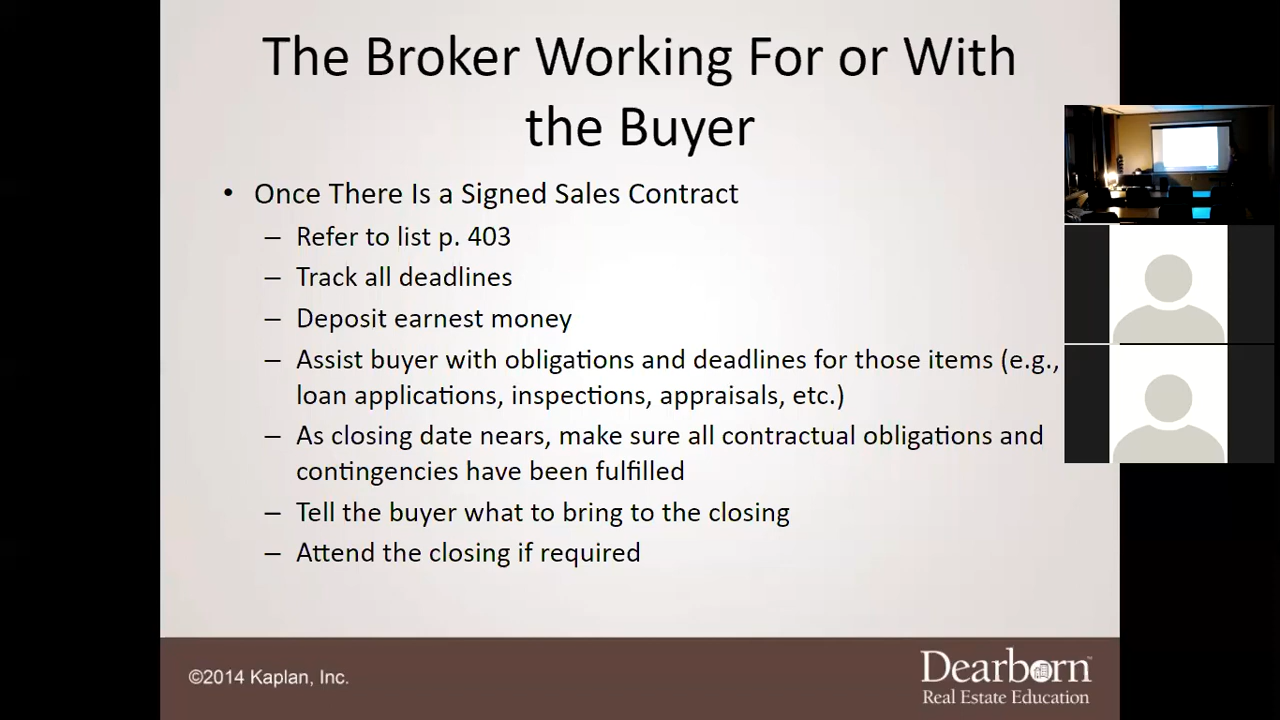 The Broker Working For or With
the Buyer
• Once There Is a Signed Sales Contract
– Refer to list p. 403
– Track all deadlines
– Deposit earnest money
– Assist buyer with obligations and deadlines for those items (e.g.,
loan applications, inspections, appraisals, etc.)
– As closing date nears, make sure all contractual obligations and
contingencies have been fulfilled
– Tell the buyer what to bring to the closing
– Attend the closing if required
©2014 Kaplan, Inc.
Dearborn™
Real Estate Education